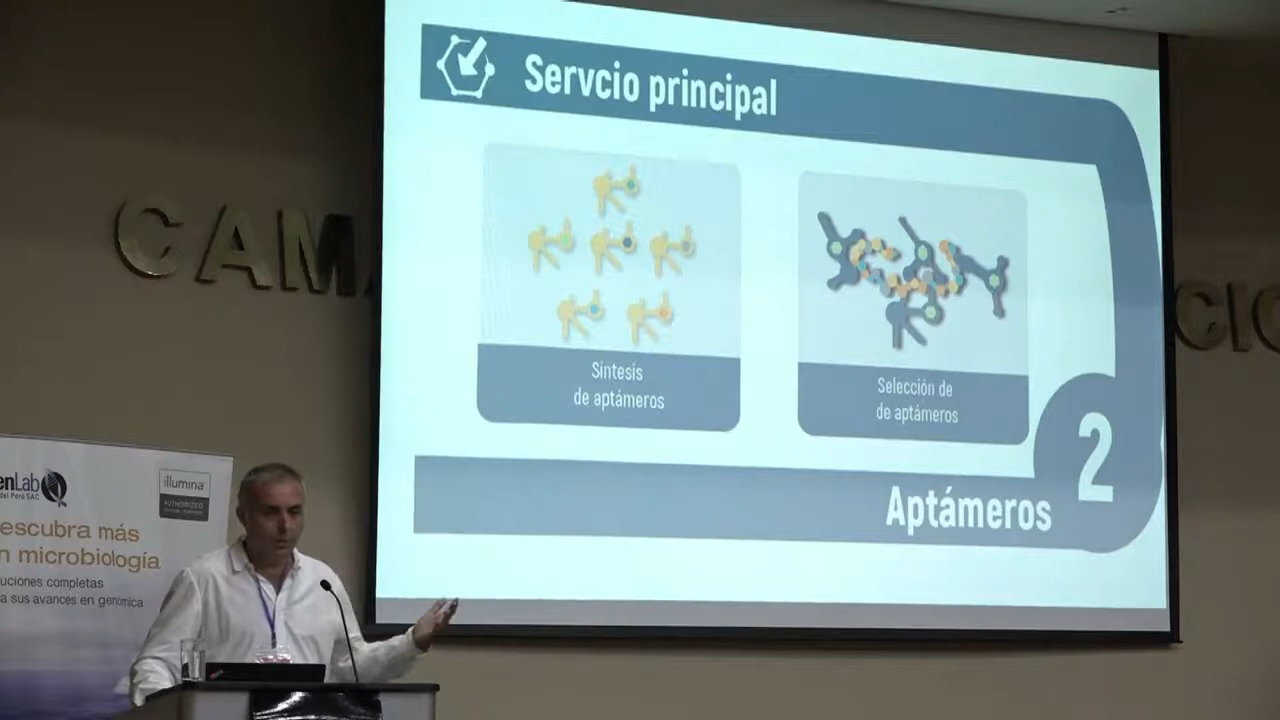 Servcio principal
Síntesis
de aptámeros
Selección de
de aptámeros
2
Aptámeros
CAM
CIO
enLab
del Perú SAC
illumina
AUTHORIZED
escubra más
n microbiología
uciones completas
a sus avances en genómica